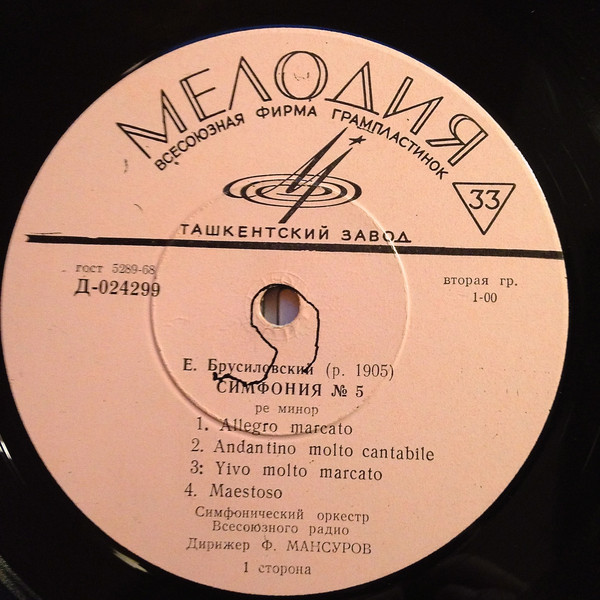 МЕЛОДИЯ
ВСЕСОЮЗНАЯ ФИРМА ГРАМПЛАСТИНОК
33
ТАШКЕНТСКИЙ ЗАВОД
гост 5289-68
Д-024299
вторая гр.
1-00
Е. Брусиловский (р. 1905)
СИМФОНИЯ № 5
ре минор
1. Allegro marcato
2. Andantino molto cantabile
3: Yivo molto marcato
4. Maestoso
Симфонический оркестр
Всесоюзного радио
Дирижер Ф. МАНСУРОВ
1 сторона